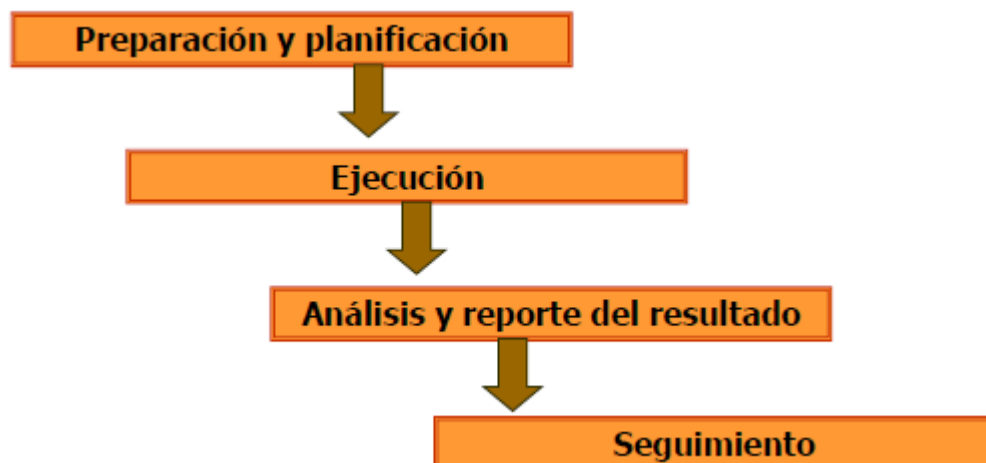 Preparación y planificación
Ejecución
Análisis y reporte del resultado
Seguimiento